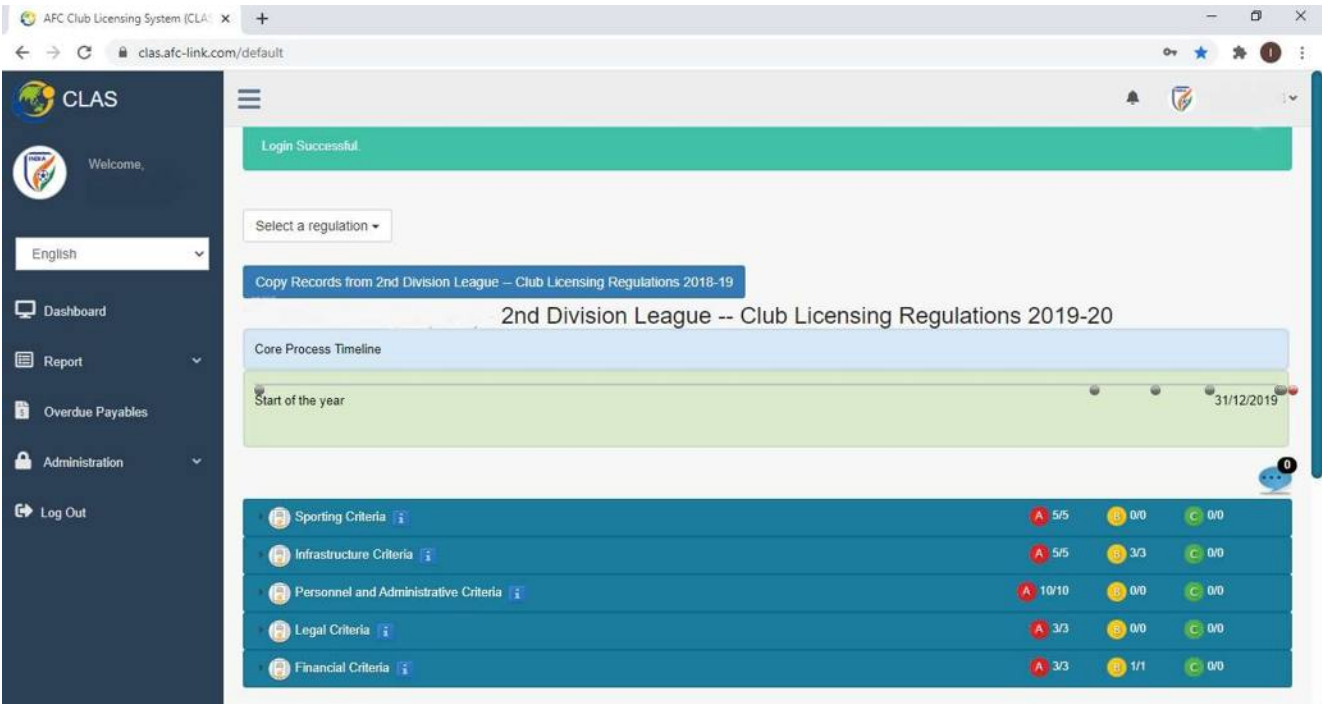 AFC Club Licensing System (CLAS
clas.afc-link.com/default
I
CLAS
INDIA
Welcome,
English
Dashboard
Report
Overdue Payables
Administration
Log Out
Login Successful.
Select a regulation
Copy Records from 2nd Division League -- Club Licensing Regulations 2018-19
2nd Division League -- Club Licensing Regulations 2019-20
Core Process Timeline
Start of the year 31/12/2019
0
Sporting Criteria i A 5/5 B 0/0 C 0/0
Infrastructure Criteria i A 5/5 B 3/3 C 0/0
Personnel and Administrative Criteria i A 10/10 B 0/0 C 0/0
Legal Criteria i A 3/3 B 0/0 C 0/0
Financial Criteria i A 3/3 B 1/1 C 0/0